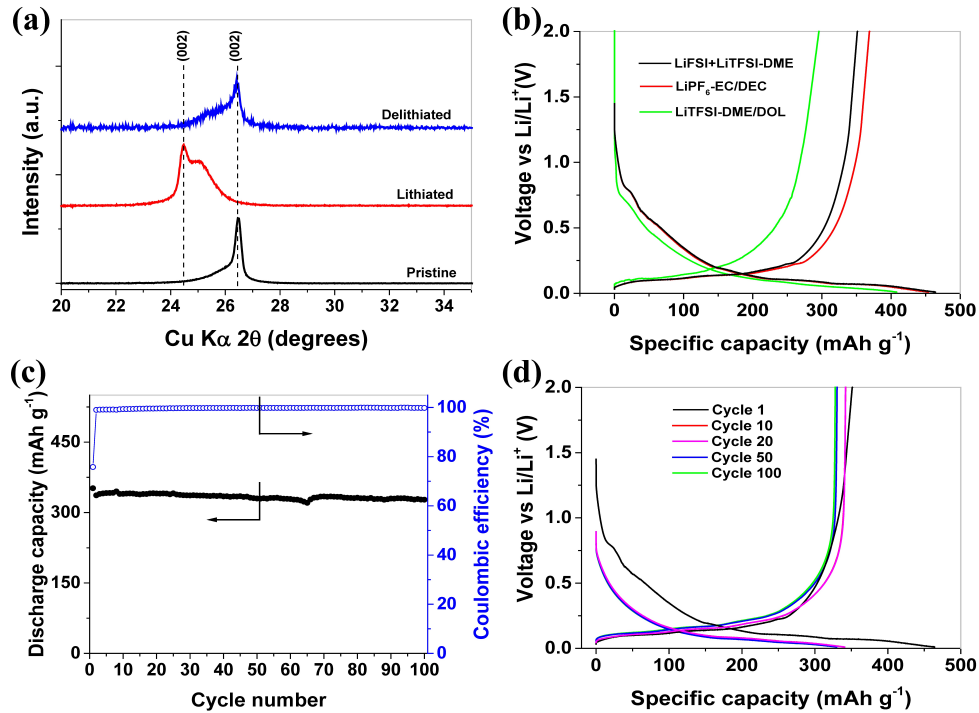 (a)
Intensity (a.u.)
(002)
(002)
Delithiated
Lithiated
Pristine
20 22 24 26 28 30 32 34
Cu Kα 2θ (degrees)
(b)
Voltage vs Li/Li⁺(V)
2.0
1.5
1.0
0.5
0.0
LiFSI+LiTFSI-DME
LiPF₆-EC/DEC
LiTFSI-DME/DOL
0 100 200 300 400 500
Specific capacity (mAh g⁻¹)
(c)
Discharge capacity (mAh g⁻¹)
450
300
150
0
100
80
60
40
20
0
Coulombic efficiency (%)
0 10 20 30 40 50 60 70 80 90 100
Cycle number
(d)
Voltage vs Li/Li⁺ (V)
2.0
1.5
1.0
0.5
0.0
Cycle 1
Cycle 10
Cycle 20
Cycle 50
Cycle 100
0 100 200 300 400 500
Specific capacity (mAh g⁻¹)